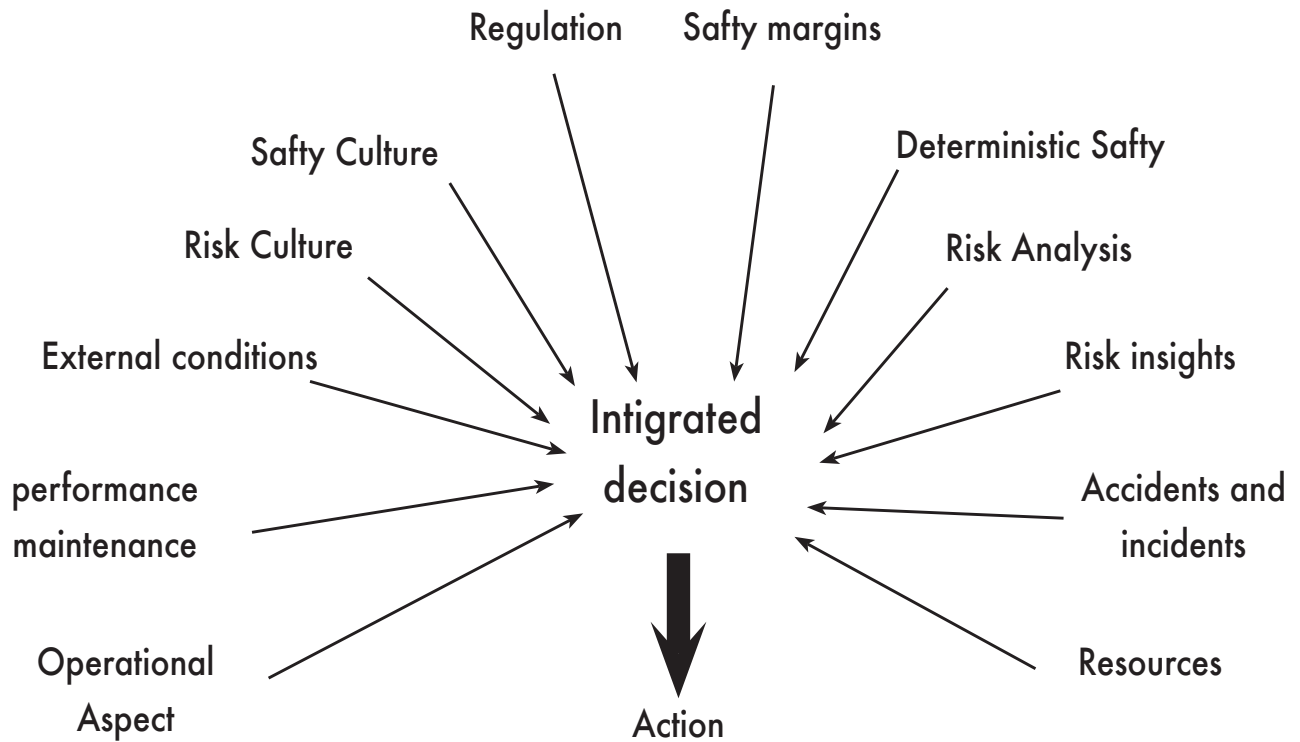 Regulation
Safty margins
Safty Culture
Deterministic Safty
Risk Culture
Risk Analysis
External conditions
Risk insights
Intigrated
decision
performance
maintenance
Accidents and
incidents
Operational
Aspect
Resources
Action